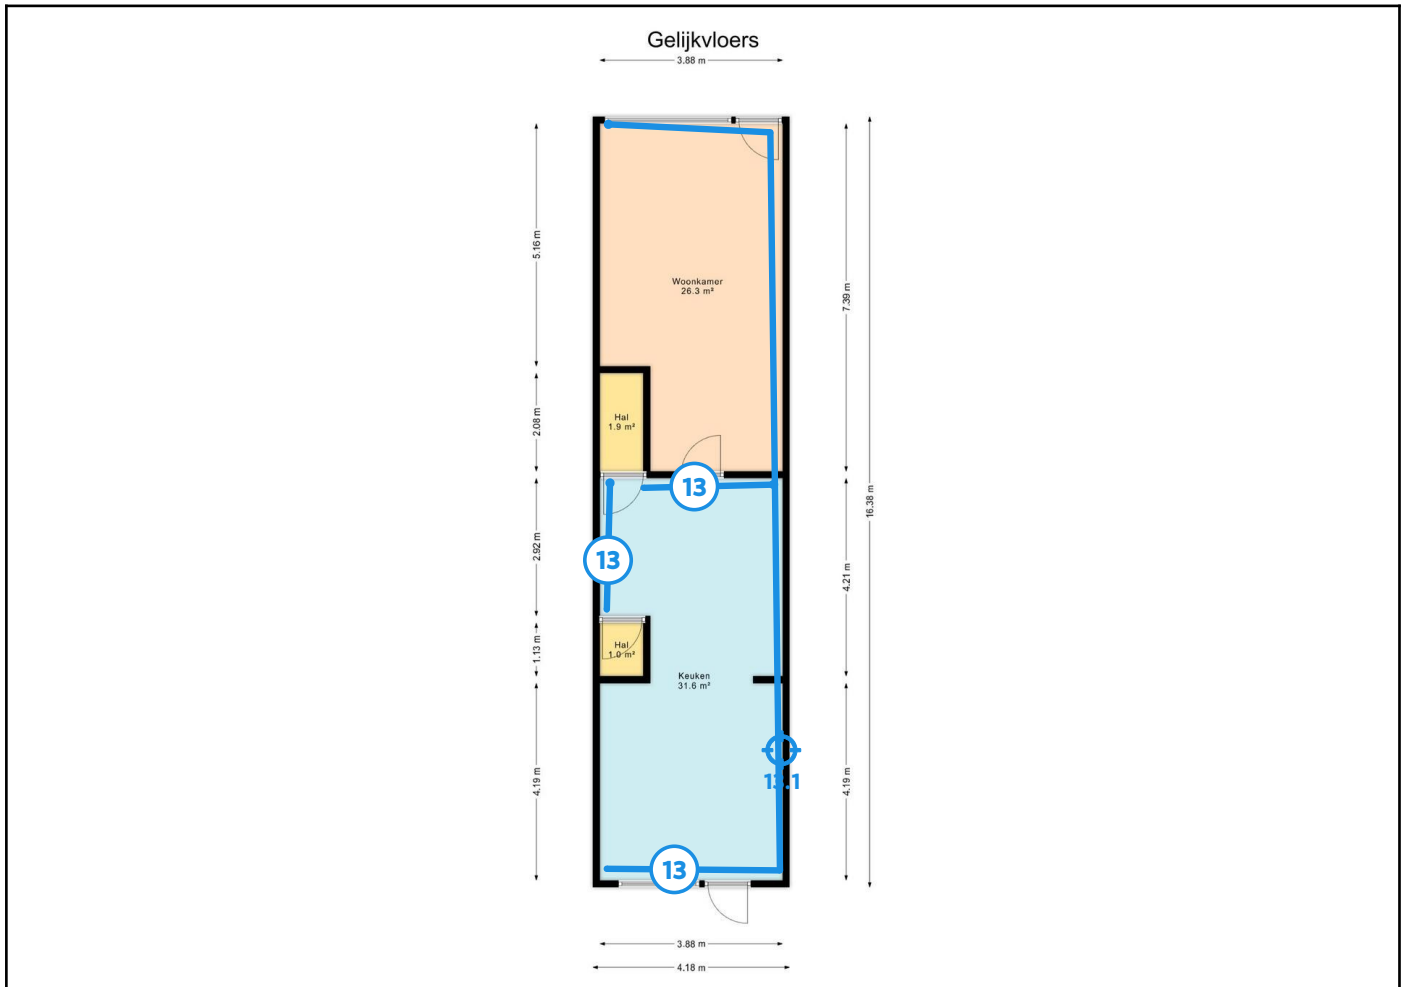 Gelijkvloers
3.88 m
5.16 m
7.39 m
16.38 m
Woonkamer
26.3 m²
2.08 m
Hal
1.9 m²
13
2.92 m
13
4.21 m
1.13 m
Hal
1.0 m²
Keuken
31.6 m²
4.19 m
13.1
4.19 m
13
3.88 m
4.18 m